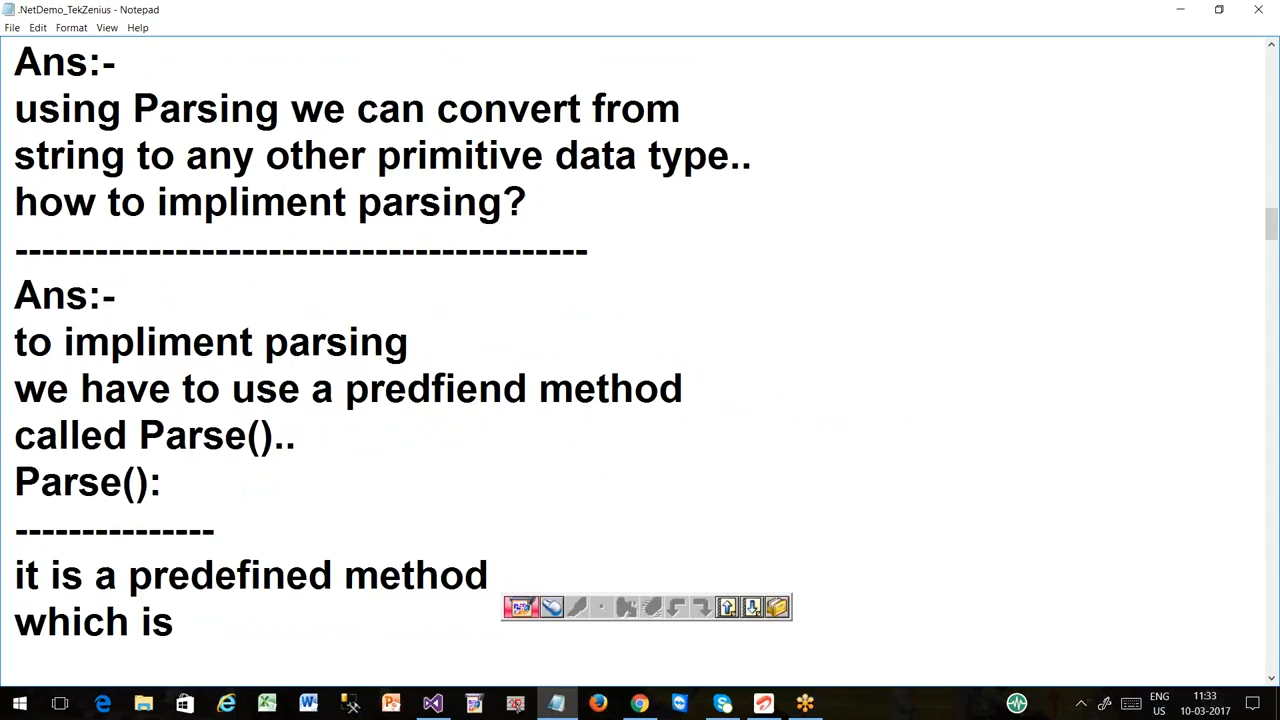 .NetDemo_TekZenius - Notepad
File Edit Format View Help
Ans:-
using Parsing we can convert from
string to any other primitive data type..
how to impliment parsing?
-------------------------------------------
Ans:-
to impliment parsing
we have to use a predfiend method
called Parse()..
Parse():
---------------
it is a predefined method
which is
ENG
US
11:33
10-03-2017